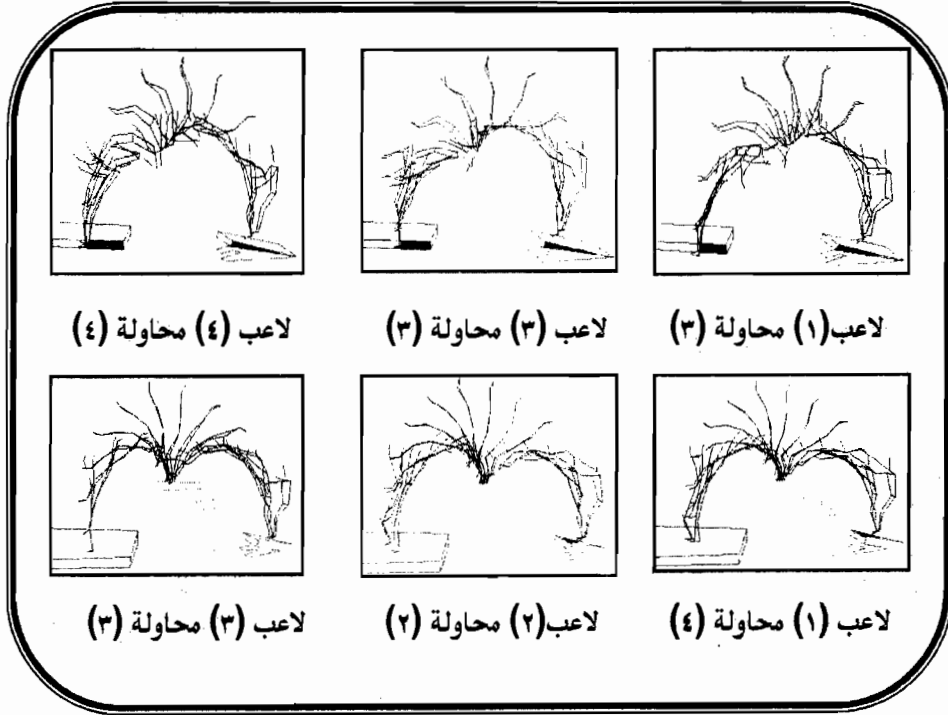 لاعب(١) محاولة (٣)
لاعب (٣) محاولة (٣)
لاعب (٤) محاولة (٤)
لاعب (١) محاولة (٤)
لاعب(٢) محاولة (٢)
لاعب (٣) محاولة (٣)